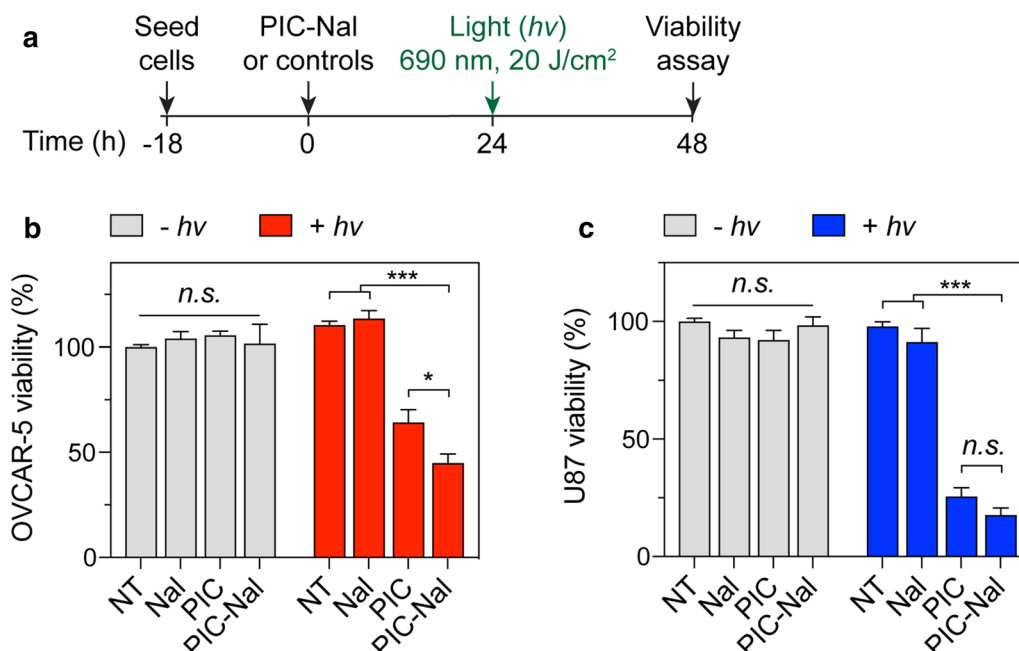 a
Seed cells
PIC-Nal or controls
Light (hv)
690 nm, 20 J/cm²
Viability assay
Time (h) -18 0 24 48
b
- hv + hv
OVCAR-5 viability (%)
100
50
0
n.s.
***
*
NT Nal PIC PIC-Nal NT Nal PIC PIC-Nal
c
- hv + hv
U87 viability (%)
100
50
0
n.s.
***
n.s.
NT Nal PIC PIC-Nal NT Nal PIC PIC-Nal